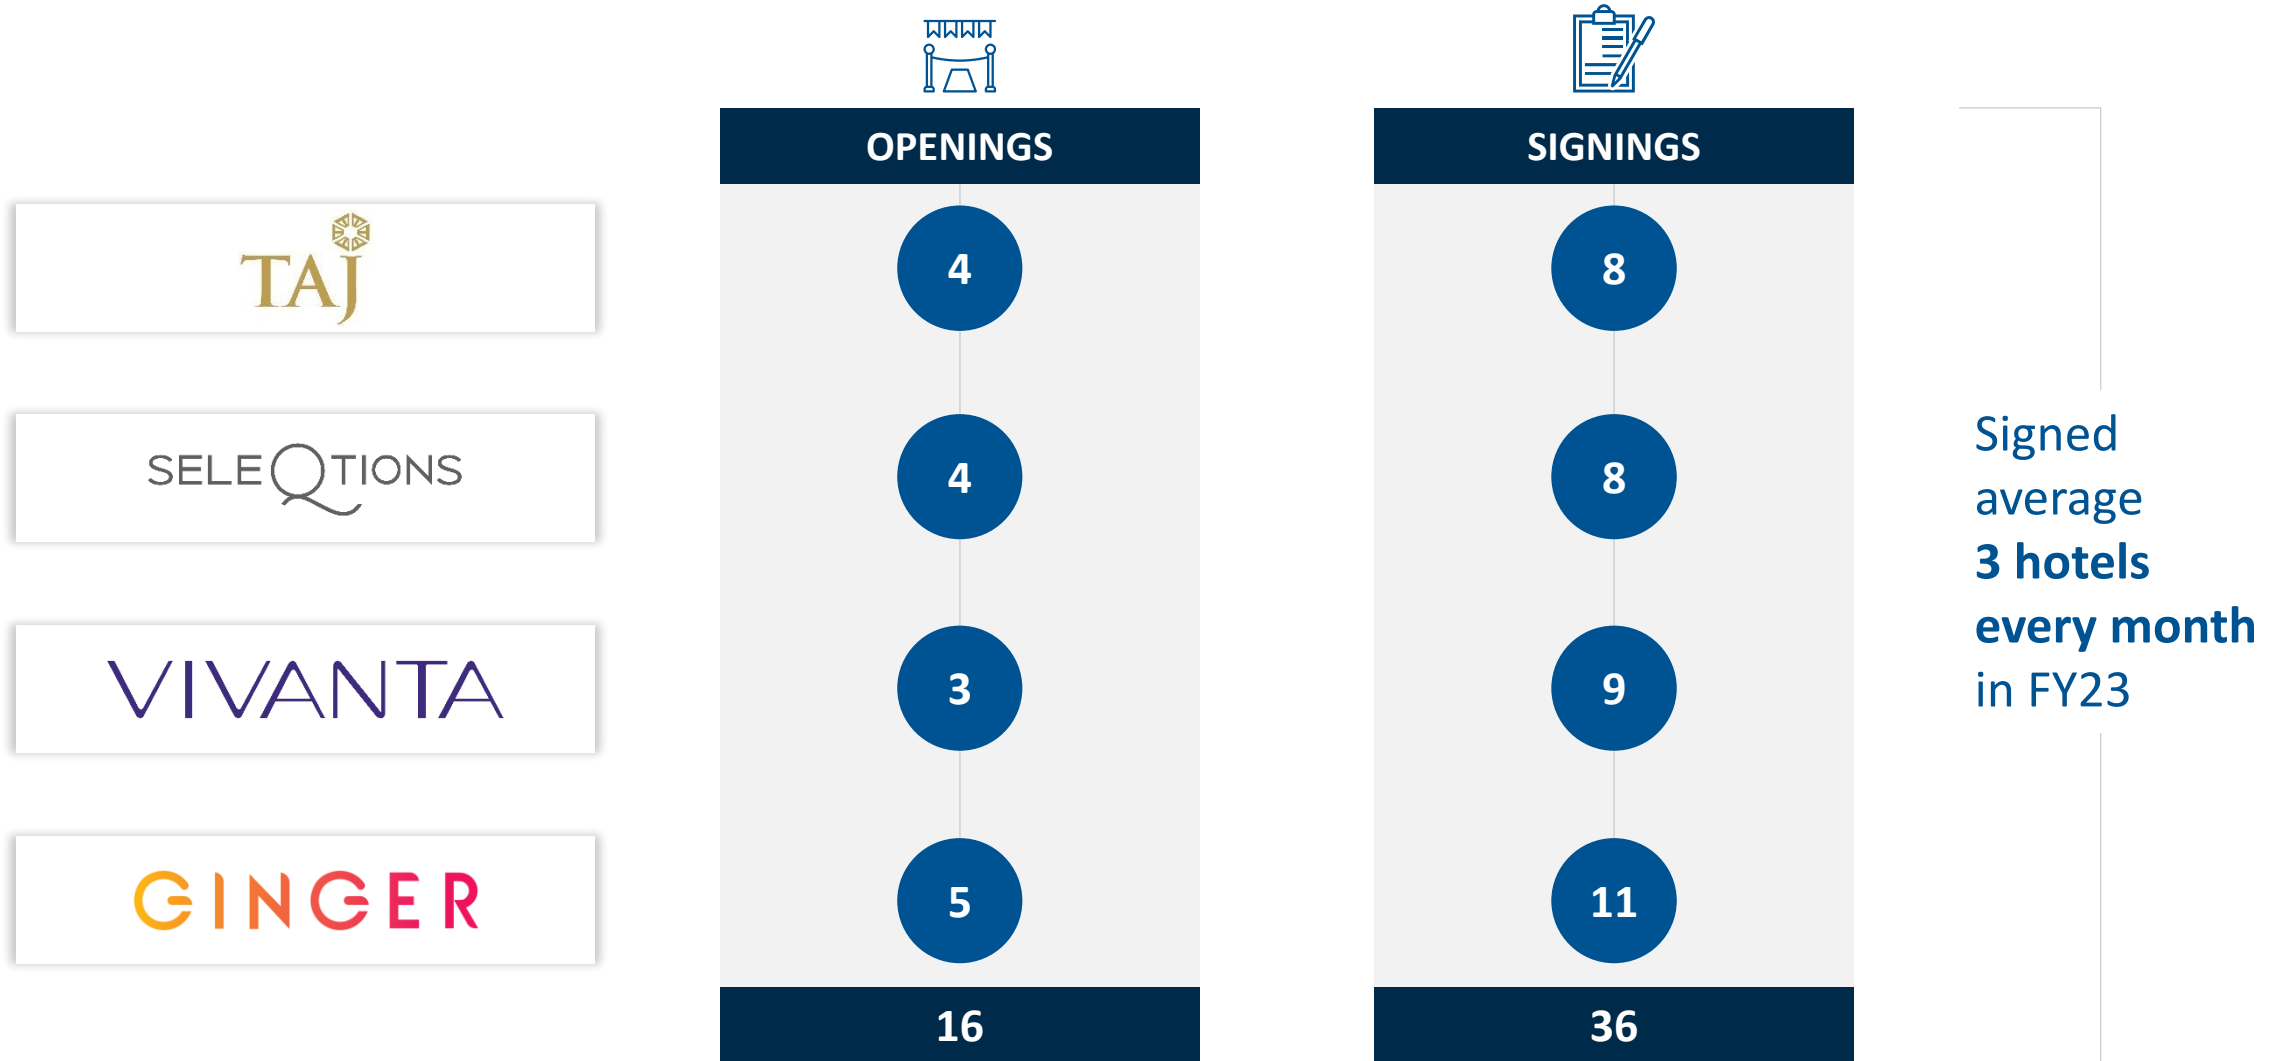 OPENINGS SIGNINGS
TAJ 4 8
SELEQTIONS 4 8
VIVANTA 3 9
GINGER 5 11
16 36
Signed
average
3 hotels
every month
in FY23